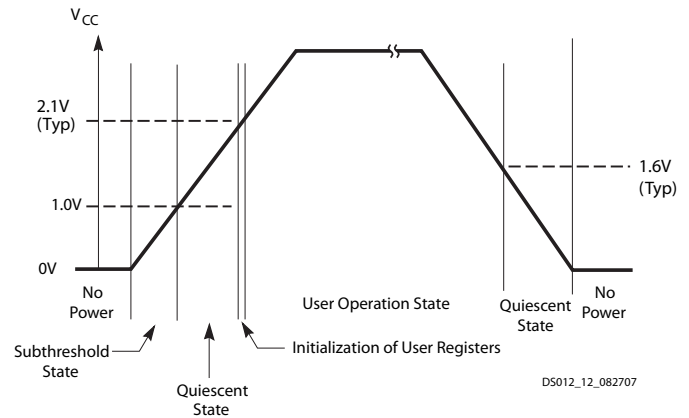 V CC
2.1V
(Typ)
1.0V
0V
1.6V
(Typ)
No
Power
User Operation State
Quiescent
State
No
Power
Subthreshold
State
Initialization of User Registers
Quiescent
State
DS012_12_082707